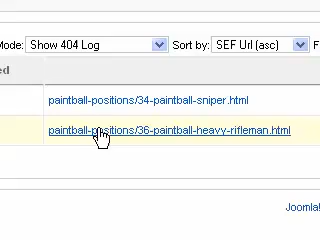 Mode: Show 404 Log Sort by: SEF Url (asc) F
ed
paintball-positions/34-paintball-sniper.html
paintball-positions/36-paintball-heavy-rifleman.html
Joomla!